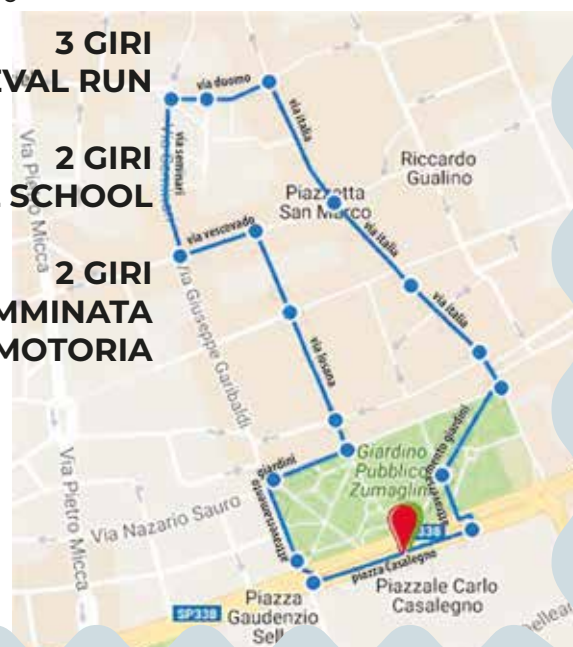 3 GIRI
EVAL RUN
2 GIRI
SCHOOL
2 GIRI
MMINATA
MOTORIA
via duomo
via italia
via seminari
Via Pietro Micca
Riccardo
Gualino
Piazzetta
San Marco
via vescovado
via italia
Via Giuseppe Garibaldi
via italia
via losana
giardini
attraversamento
Giardino
Pubblico
Zumaglini
giardini
Via Nazario Sauro
Via Pietro Micca
piazza Casalegno
Piazzale Carlo
Casalegno
SP338
Piazza
Gaudenzio
Sell